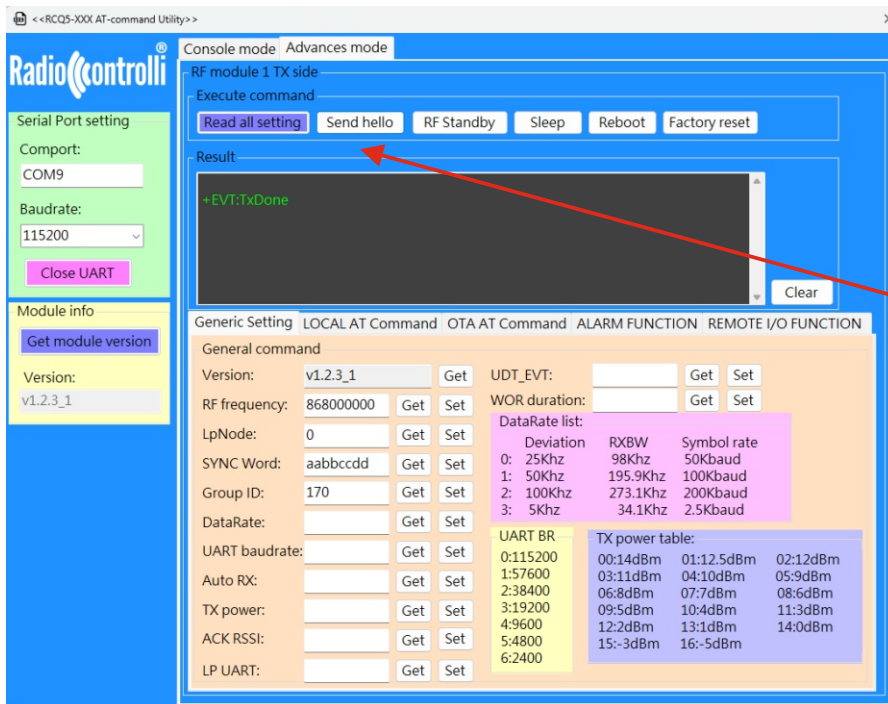 <<RCQ5-XXX AT-command Utility>>
Radiocontrolli®
Console mode Advances mode
RF module 1 TX side
Execute command
Read all setting Send hello RF Standby Sleep Reboot Factory reset
Result
+EVT:TxDone
Clear
Serial Port setting
Comport:
COM9
Baudrate:
115200
Close UART
Module info
Get module version
Version:
v1.2.3_1
Generic Setting LOCAL AT Command OTA AT Command ALARM FUNCTION REMOTE I/O FUNCTION
General command
Version: v1.2.3_1 Get
RF frequency: 868000000 Get Set
LpNode: 0 Get Set
SYNC Word: aabbccdd Get Set
Group ID: 170 Get Set
DataRate: Get Set
UART baudrate: Get Set
Auto RX: Get Set
TX power: Get Set
ACK RSSI: Get Set
LP UART: Get Set
UDT_EVT: Get Set
WOR duration: Get Set
DataRate list:
Deviation RXBW Symbol rate
0: 25Khz 98Khz 50Kbaud
1: 50Khz 195.9Khz 100Kbaud
2: 100Khz 273.1Khz 200Kbaud
3: 5Khz 34.1Khz 2.5Kbaud
UART BR
0:115200
1:57600
2:38400
3:19200
4:9600
5:4800
6:2400
TX power table:
00:14dBm 01:12.5dBm 02:12dBm
03:11dBm 04:10dBm 05:9dBm
06:8dBm 07:7dBm 08:6dBm
09:5dBm 10:4dBm 11:3dBm
12:2dBm 13:1dBm 14:0dBm
15:-3dBm 16:-5dBm